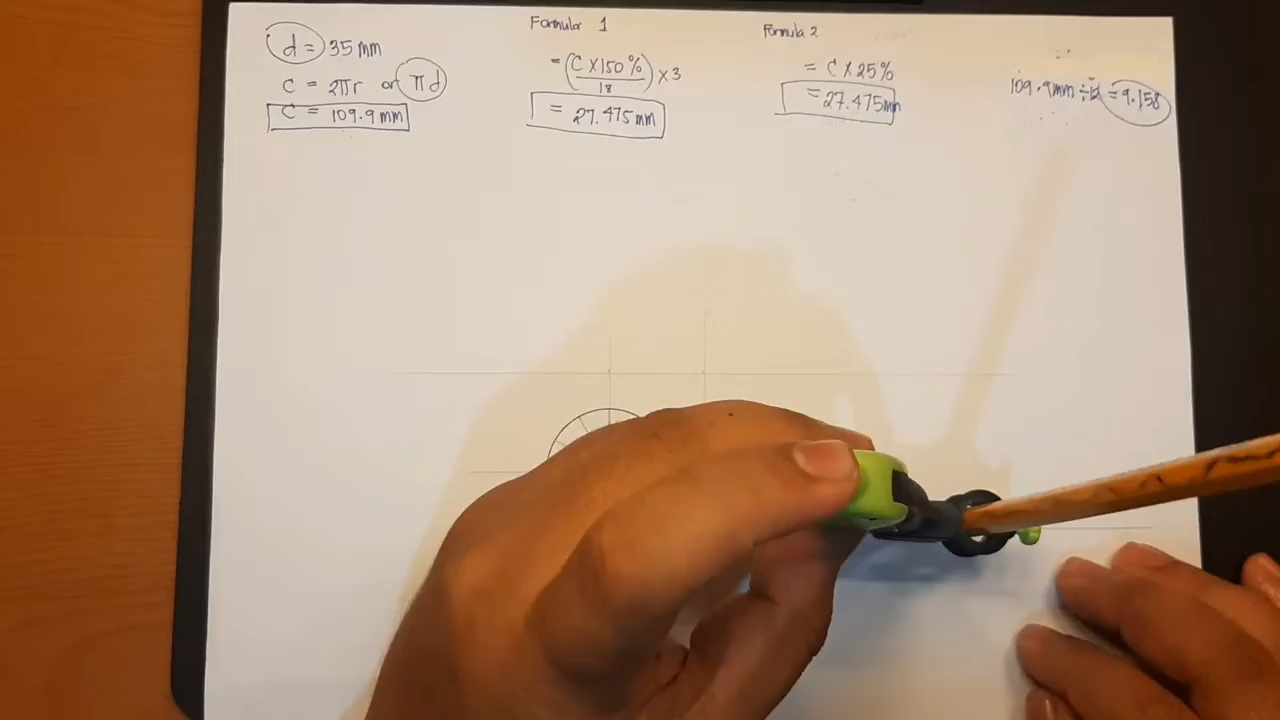 d = 35 mm
C = 2πr or πd
C = 109.9 mm
Formula 1
= (C X 150% / 18) x 3
= 27.475 mm
Formula 2
= C X 25%
= 27.475mm
109.9mm ÷ 12 = 9.158